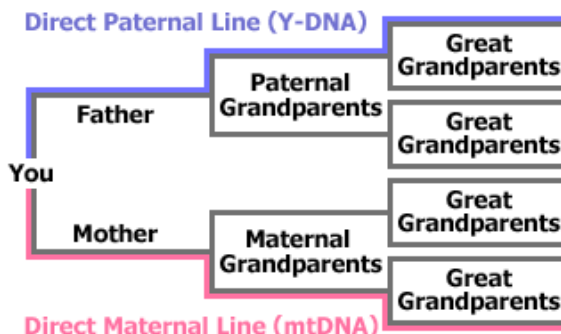 Direct Paternal Line (Y-DNA)
Great
Grandparents
Paternal
Grandparents
Father
Great
Grandparents
You
Great
Grandparents
Mother
Maternal
Grandparents
Great
Grandparents
Direct Maternal Line (mtDNA)